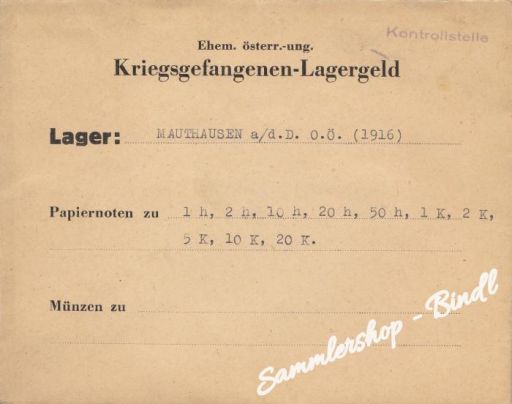 Kontrollstelle
Ehem. österr.-ung.
Kriegsgefangenen-Lagergeld
Lager: MAUTHAUSEN a/d.D. O.Ö. (1916)
Papiernoten zu 1 h, 2 h, 10 h, 20 h, 50 h, 1 K, 2 K,
5 K, 10 K, 20 K.
Münzen zu
Sammlershop - Bindl